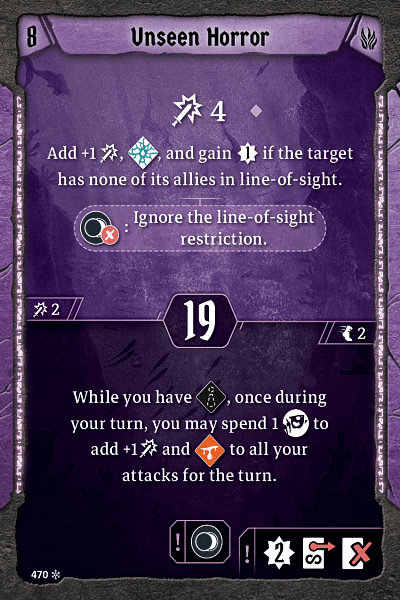 8 Unseen Horror
4
Add +1 , , and gain 1 if the target
has none of its allies in line-of-sight.
: Ignore the line-of-sight
restriction.
2
19
2
While you have , once during
your turn, you may spend 1 to
add +1 and to all your
attacks for the turn.
! ! 2
470